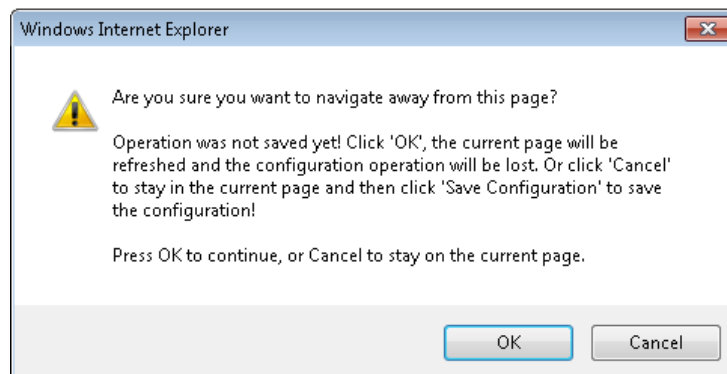 Windows Internet Explorer
Are you sure you want to navigate away from this page?
Operation was not saved yet! Click 'OK', the current page will be
refreshed and the configuration operation will be lost. Or click 'Cancel'
to stay in the current page and then click 'Save Configuration' to save
the configuration!
Press OK to continue, or Cancel to stay on the current page.
OK
Cancel